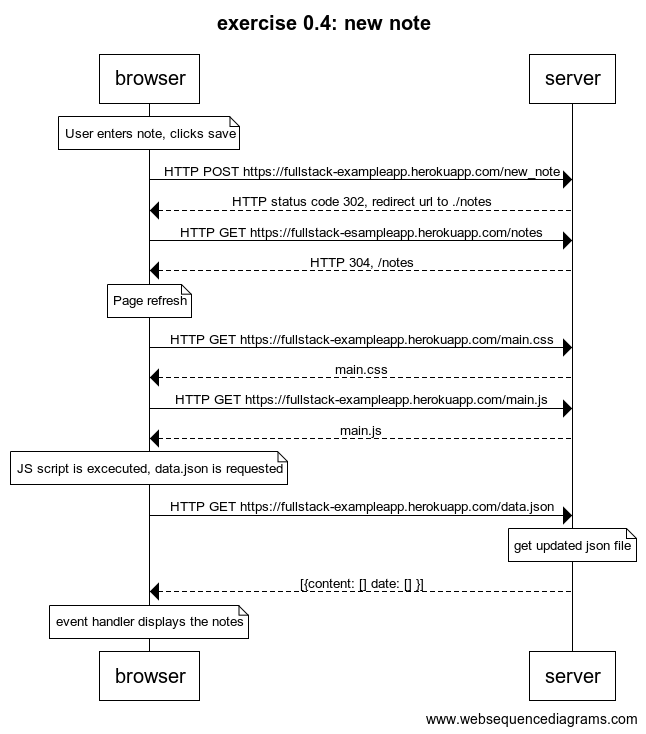 exercise 0.4: new note
browser
server
User enters note, clicks save
HTTP POST https://fullstack-exampleapp.herokuapp.com/new_note
HTTP status code 302, redirect url to ./notes
HTTP GET https://fullstack-esampleapp.herokuapp.com/notes
HTTP 304, /notes
Page refresh
HTTP GET https://fullstack-exampleapp.herokuapp.com/main.css
main.css
HTTP GET https://fullstack-exampleapp.herokuapp.com/main.js
main.js
JS script is excecuted, data.json is requested
HTTP GET https://fullstack-exampleapp.herokuapp.com/data.json
get updated json file
[{content: [] date: [] }]
event handler displays the notes
browser
server
www.websequencediagrams.com